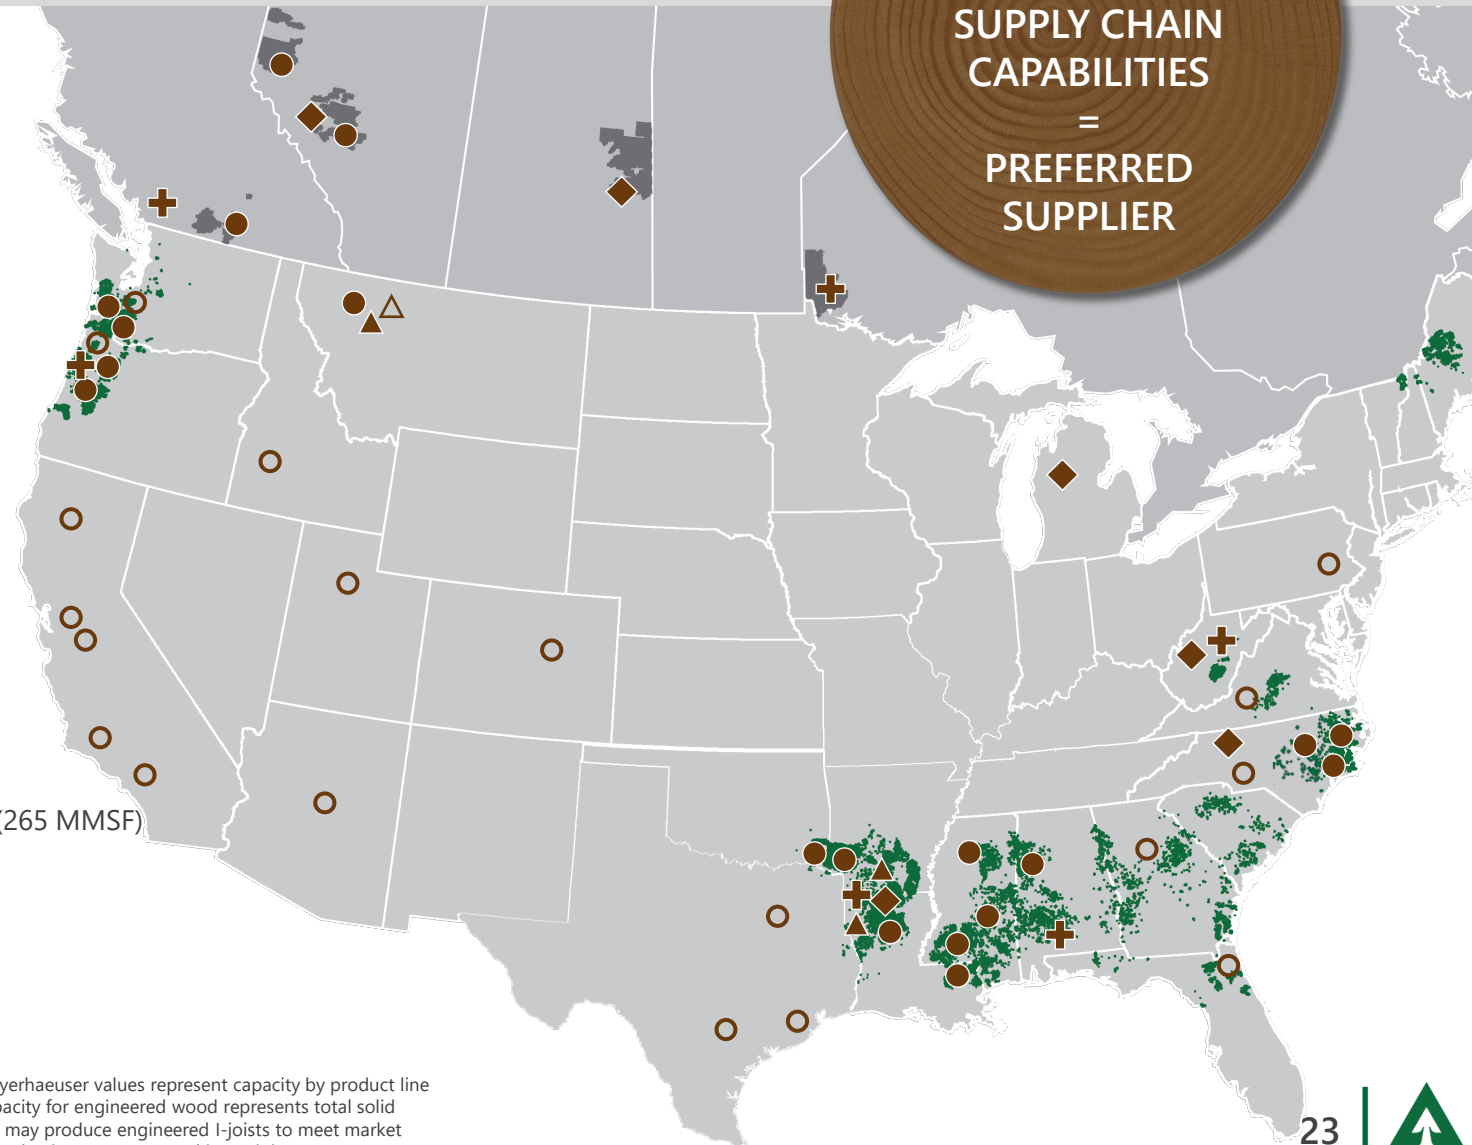 SUPPLY CHAIN
CAPABILITIES
=
PREFERRED
SUPPLIER
(265 MMSF)
yerhaeuser values represent capacity by product line
pacity for engineered wood represents total solid
may produce engineered I-joists to meet market
23